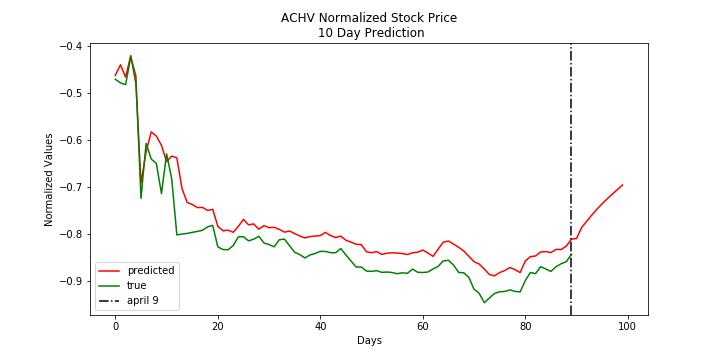 ACHV Normalized Stock Price
10 Day Prediction
Normalized Values
−0.4
−0.5
−0.6
−0.7
−0.8
−0.9
predicted
true
april 9
0
20
40
60
80
100
Days